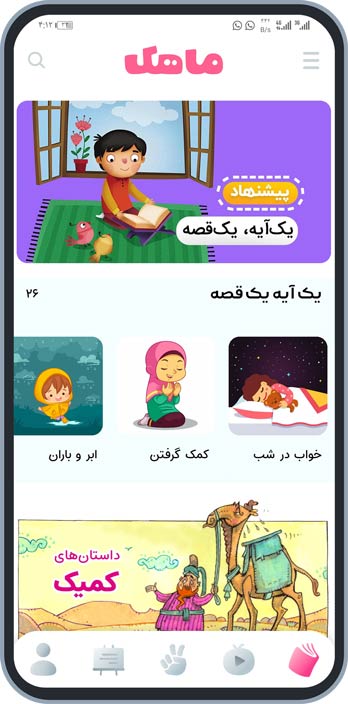 ۴:۱۲
۲۴
B/s
ماهک
پیشنهاد
یک‌آیه، یک‌قصه
یک آیه یک قصه
۲۶
خواب در شب
کمک گرفتن
ابر و باران
داستان‌های
کمیک